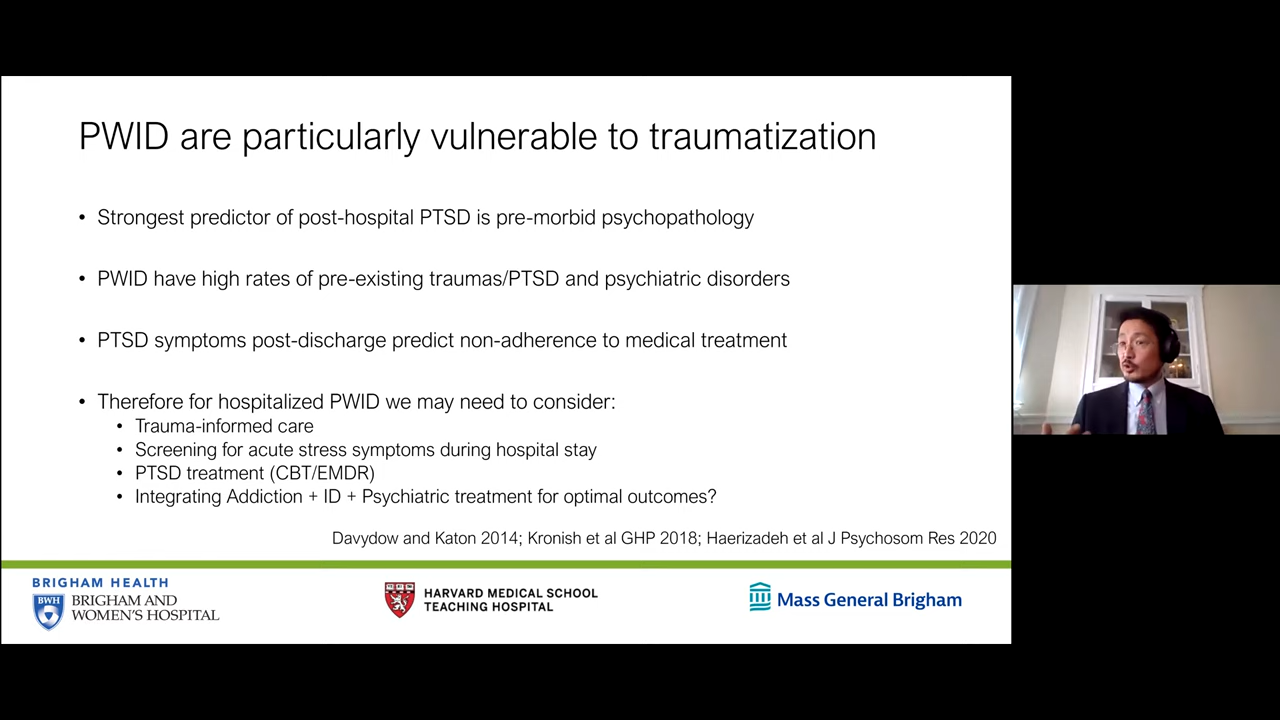 PWID are particularly vulnerable to traumatization
• Strongest predictor of post-hospital PTSD is pre-morbid psychopathology
• PWID have high rates of pre-existing traumas/PTSD and psychiatric disorders
• PTSD symptoms post-discharge predict non-adherence to medical treatment
• Therefore for hospitalized PWID we may need to consider:
• Trauma-informed care
• Screening for acute stress symptoms during hospital stay
• PTSD treatment (CBT/EMDR)
• Integrating Addiction + ID + Psychiatric treatment for optimal outcomes?
Davydow and Katon 2014; Kronish et al GHP 2018; Haerizadeh et al J Psychosom Res 2020
BRIGHAM HEALTH
BWH
BRIGHAM AND
WOMEN'S HOSPITAL
HARVARD MEDICAL SCHOOL
TEACHING HOSPITAL
Mass General Brigham